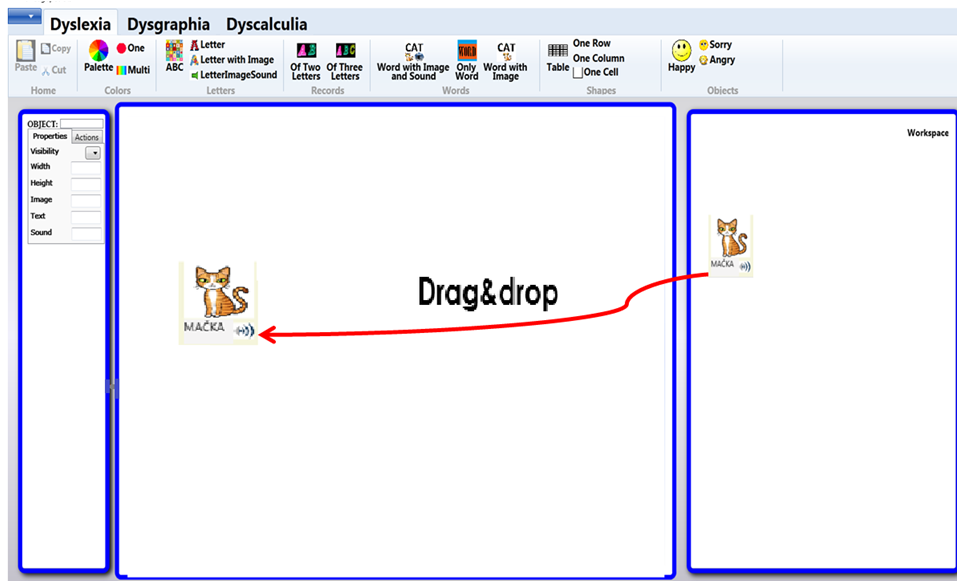 Dyslexia Dysgraphia Dyscalculia
Paste
Copy
Cut
Home
Palette
One
Multi
Colors
ABC
Letter
Letter with Image
LetterImageSound
Letters
Of Two Letters
Of Three Letters
Records
CAT
Word with Image and Sound
WORD
Only Word
CAT
Word with Image
Words
Table
One Row
One Column
One Cell
Shapes
Happy
Sorry
Angry
Objects
OBJECT:
Properties Actions
Visibility
Width
Height
Image
Text
Sound
MAČKA
Drag&drop
Workspace
MAČKA